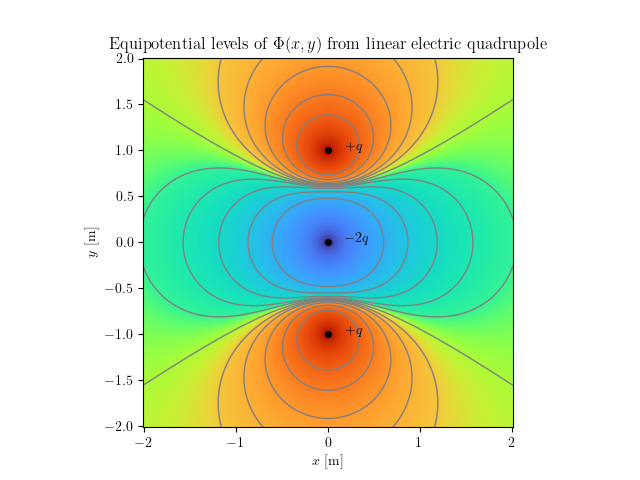 Equipotential levels of Φ(x, y) from linear electric quadrupole
2.0
1.5
1.0
0.5
0.0
−0.5
−1.0
−1.5
−2.0
y [m]
+q
−2q
+q
−2 −1 0 1 2
x [m]